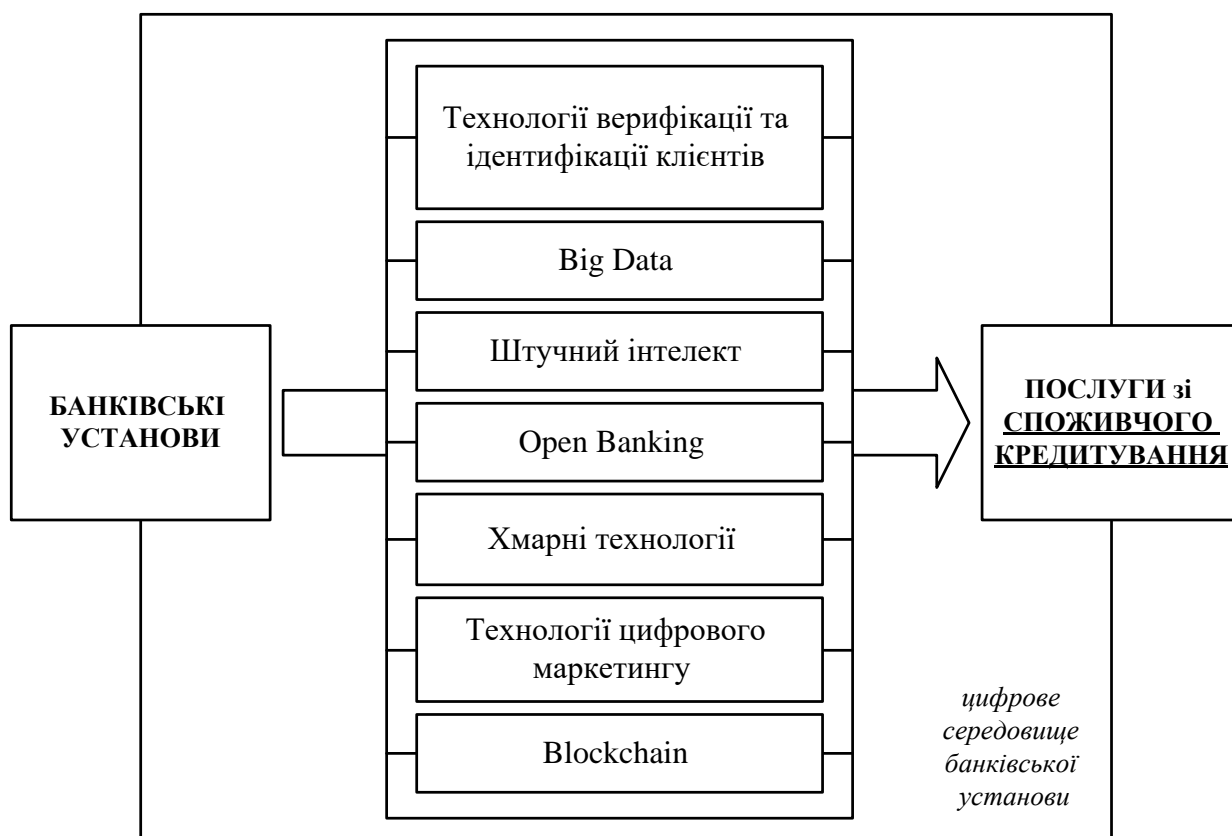 Технології верифікації та
ідентифікації клієнтів
Big Data
Штучний інтелект
БАНКІВСЬКІ
УСТАНОВИ
Open Banking
ПОСЛУГИ зі
СПОЖИВЧОГО
КРЕДИТУВАННЯ
Хмарні технології
Технології цифрового
маркетингу
Blockchain
цифрове
середовище
банківської
установи